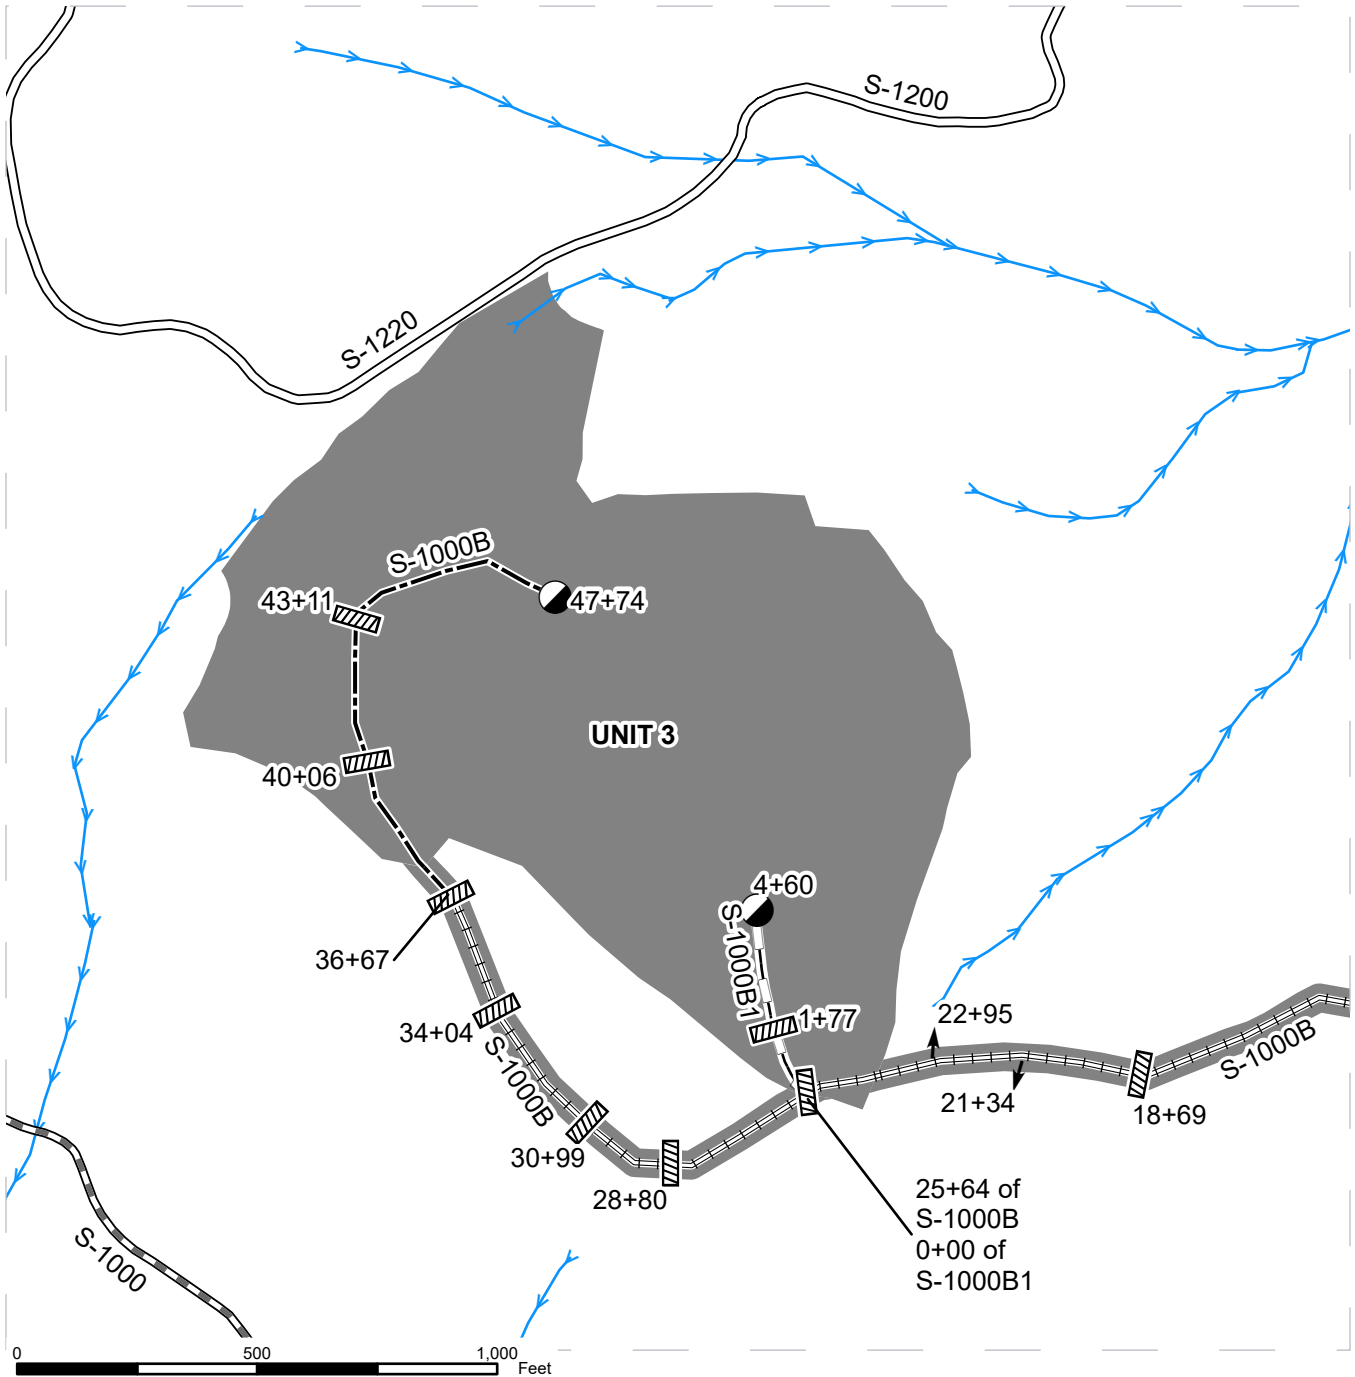 S-1200
S-1220
S-1000B
43+11
47+74
UNIT 3
40+06
4+60
S-1000B1
36+67
1+77
22+95
34+04
S-1000B
S-1000B
21+34
18+69
30+99
28+80
25+64 of
S-1000B
0+00 of
S-1000B1
S-1000
0 500 1,000
Feet